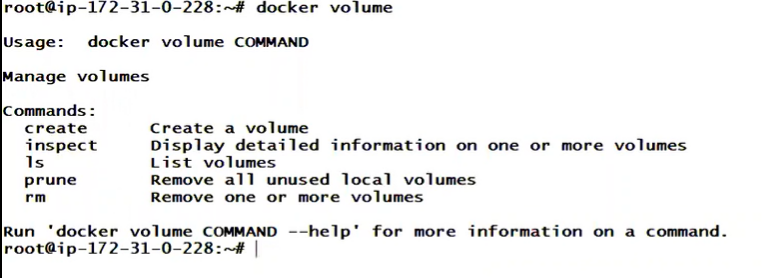 root@ip-172-31-0-228:~# docker volume
Usage:  docker volume COMMAND
Manage volumes
Commands:
  create      Create a volume
  inspect     Display detailed information on one or more volumes
  ls          List volumes
  prune       Remove all unused local volumes
  rm          Remove one or more volumes
Run 'docker volume COMMAND --help' for more information on a command.
root@ip-172-31-0-228:~#